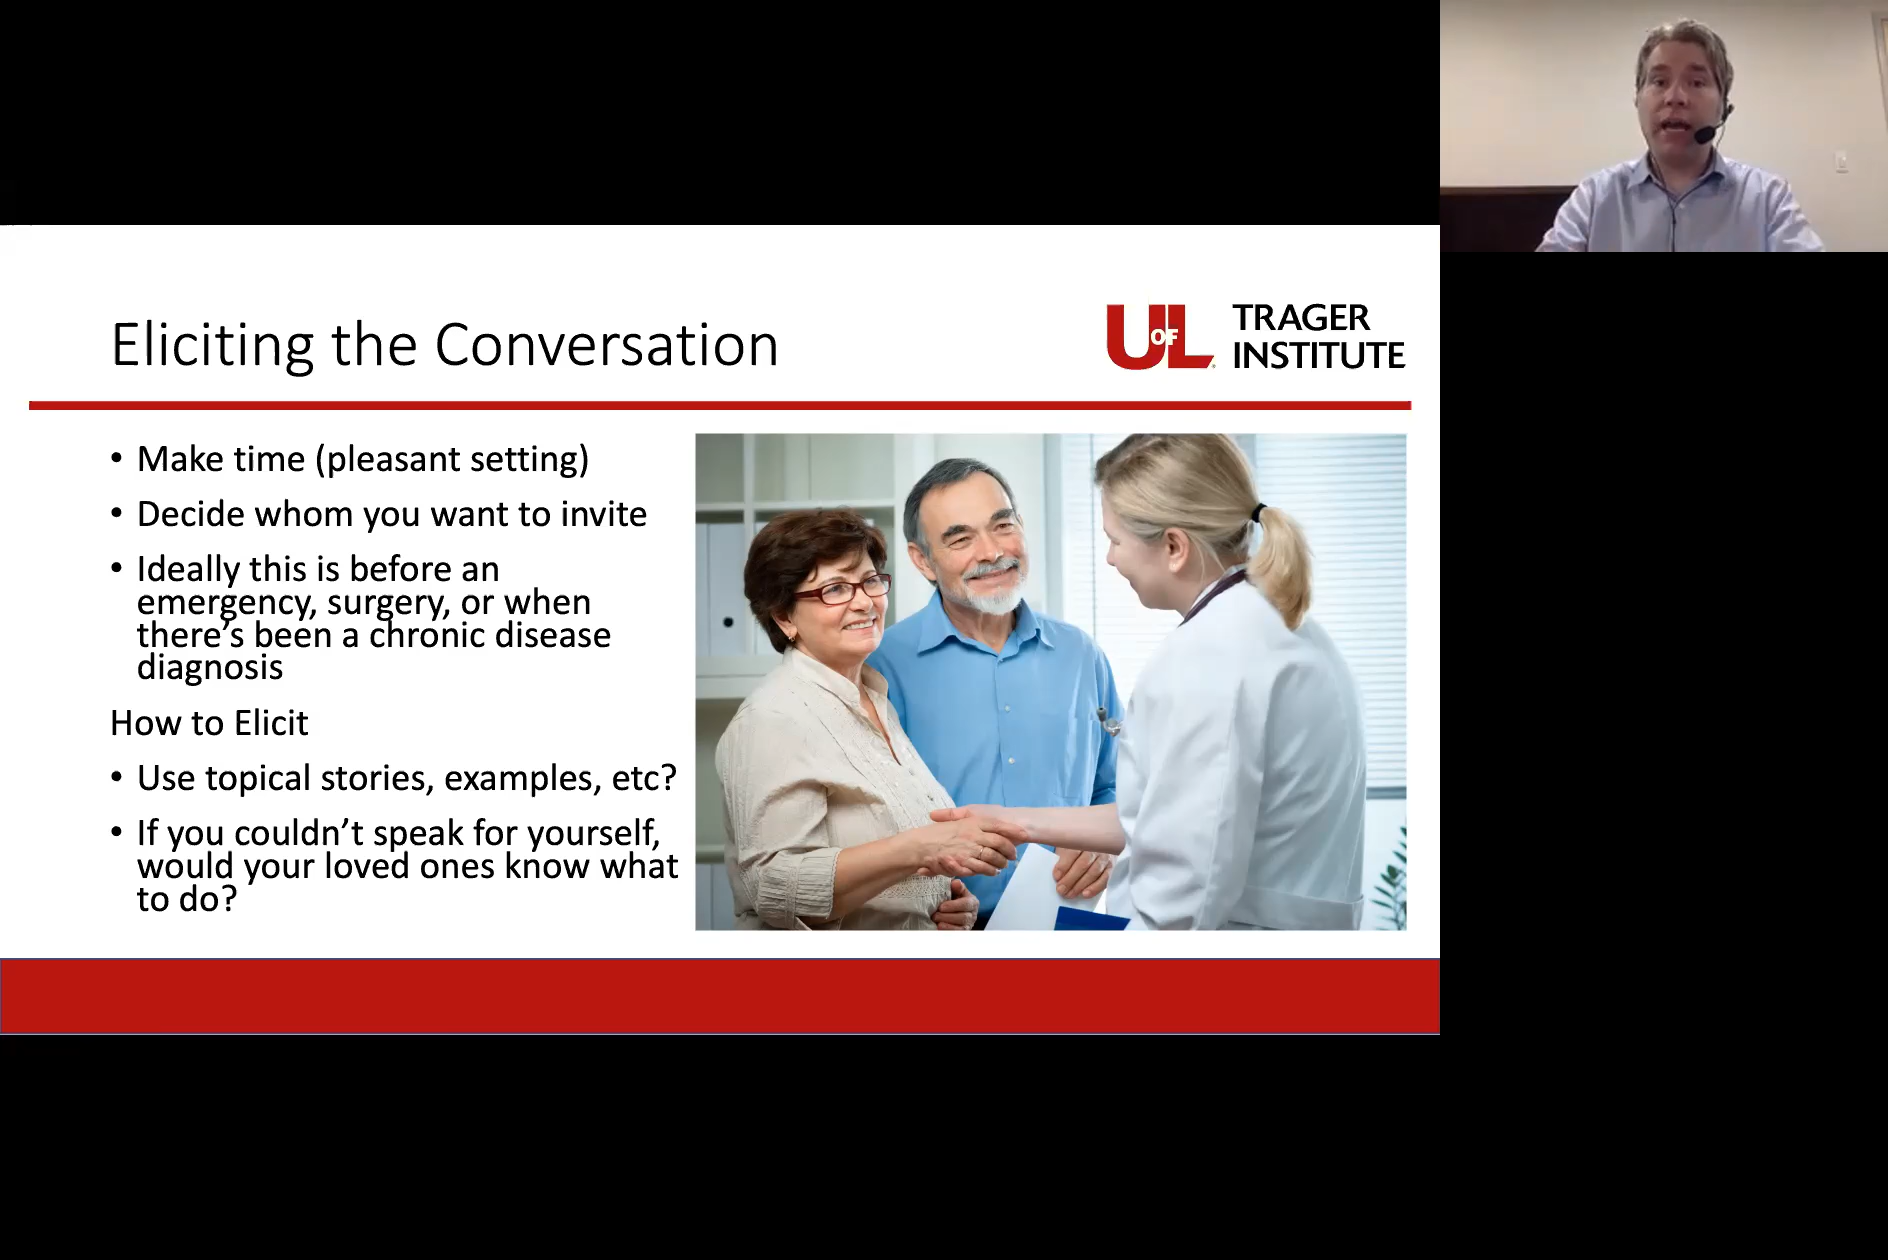 Eliciting the Conversation
UOFL TRAGER
INSTITUTE
• Make time (pleasant setting)
• Decide whom you want to invite
• Ideally this is before an
emergency, surgery, or when
there's been a chronic disease
diagnosis
How to Elicit
• Use topical stories, examples, etc?
• If you couldn't speak for yourself,
would your loved ones know what
to do?